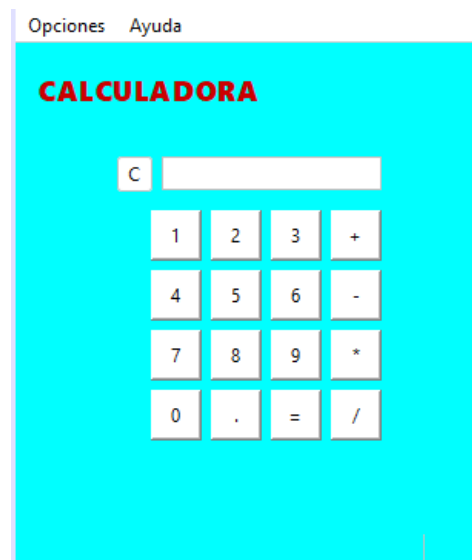 Opciones Ayuda
CALCULADORA
C
1 2 3 +
4 5 6 -
7 8 9 *
0 . = /